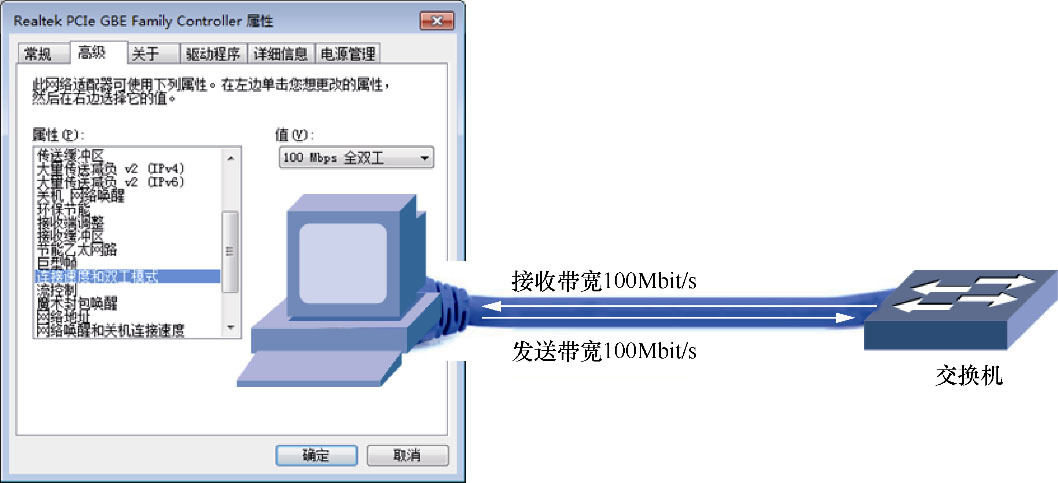 Realtek PCIe GBE Family Controller 属性
常规 高级 关于 驱动程序 详细信息 电源管理
此网络适配器可使用下列属性。在左边单击您想更改的属性,
然后在右边选择它的值。
属性(P):
值(V):
传送缓冲区
大量传送减负 v2 (IPv4)
大量传送减负 v2 (IPv6)
关机 网络唤醒
环保节能
接收端调整
接收缓冲区
节能乙太网路
巨型帧
连接速度和双工模式
流控制
魔术封包唤醒
网络地址
网络唤醒和关机连接速度
100 Mbps 全双工
接收带宽100Mbit/s
发送带宽100Mbit/s
交换机
确定 取消